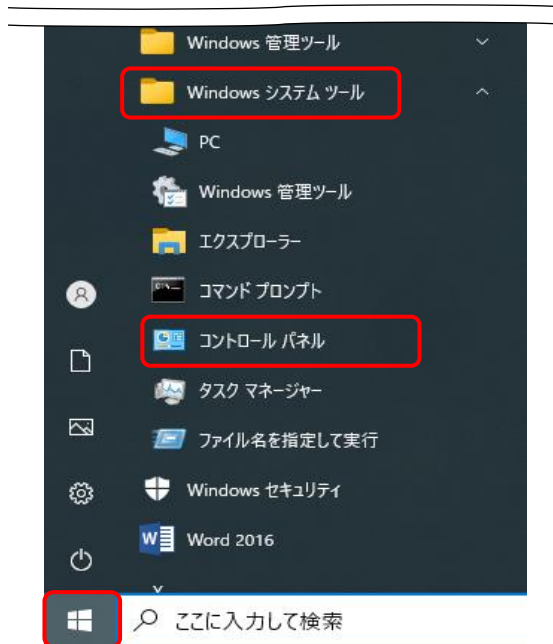 Windows 管理ツール
Windows システム ツール
PC
Windows 管理ツール
エクスプローラー
コマンド プロンプト
コントロール パネル
タスク マネージャー
ファイル名を指定して実行
Windows セキュリティ
Word 2016
ここに入力して検索